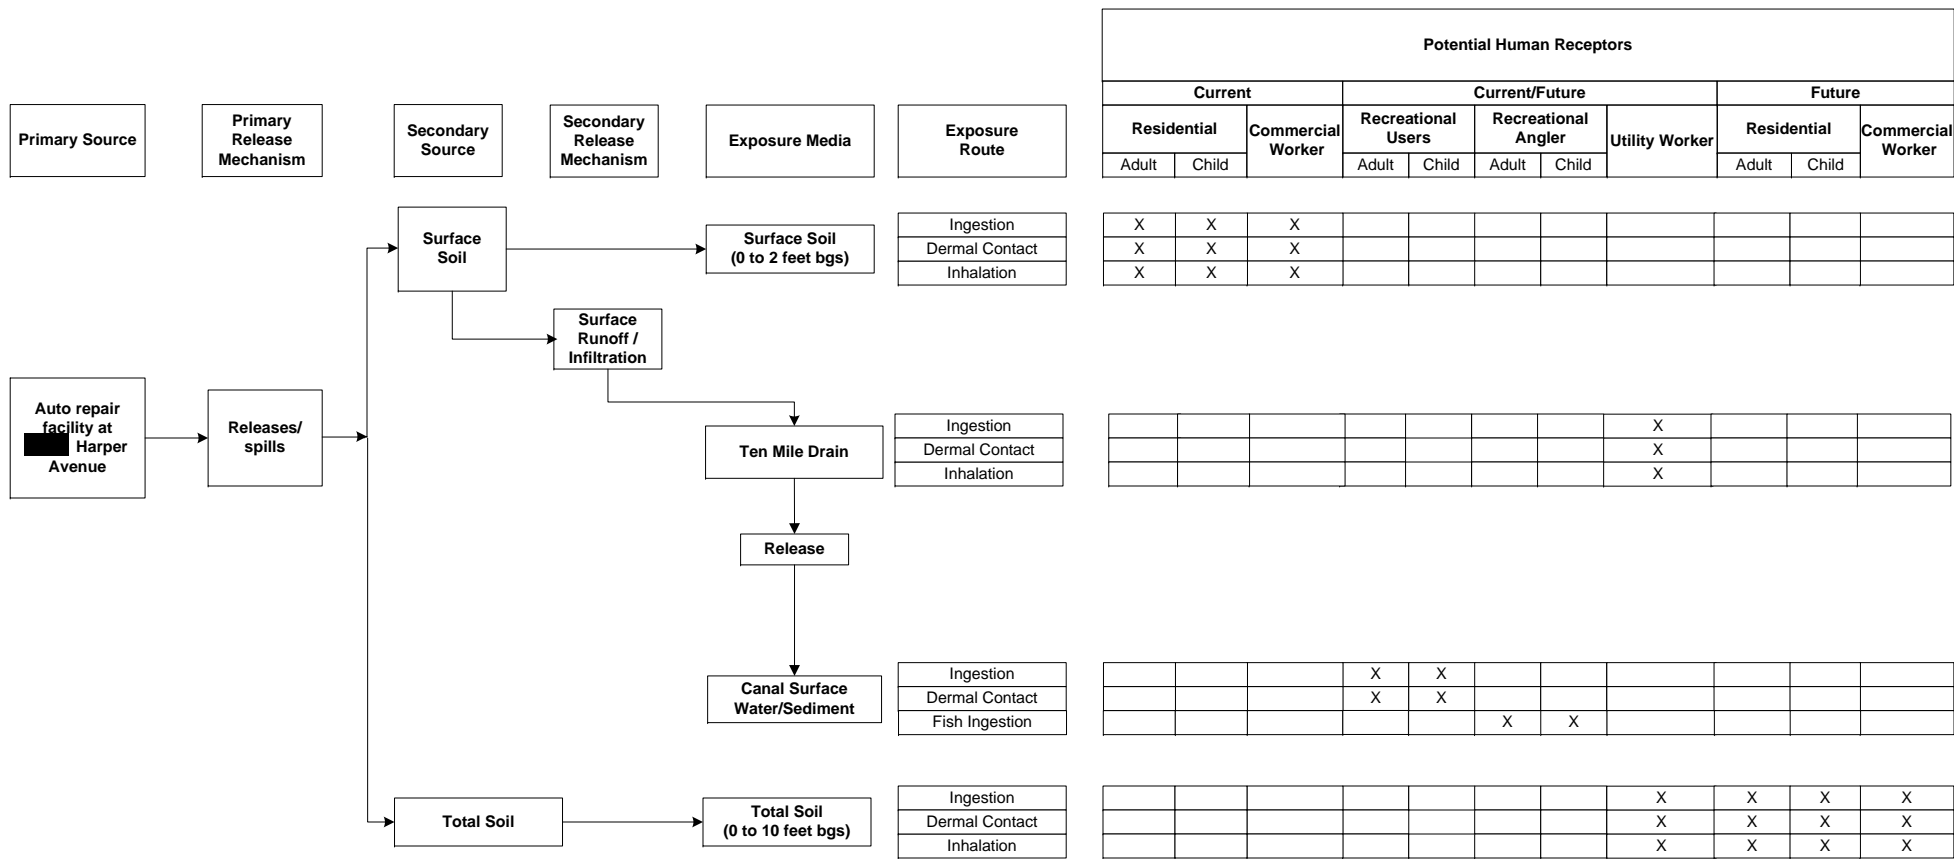 Potential Human Receptors
Current Current/Future Future
Primary Source
Primary
Release
Mechanism
Secondary
Source
Secondary
Release
Mechanism
Exposure Media
Exposure
Route
Residential
Commercial
Worker
Recreational
Users
Recreational
Angler
Utility Worker
Residential
Commercial
Worker
Adult Child Adult Child Adult Child Adult Child
Surface
Soil
Surface Soil
(0 to 2 feet bgs)
Ingestion X X X
Dermal Contact X X X
Inhalation X X X
Surface
Runoff /
Infiltration
Auto repair
facility at
Harper
Avenue
Releases/
spills
Ten Mile Drain
Ingestion X
Dermal Contact X
Inhalation X
Release
Canal Surface
Water/Sediment
Ingestion X X
Dermal Contact X X
Fish Ingestion X X
Total Soil
Total Soil
(0 to 10 feet bgs)
Ingestion X X X X
Dermal Contact X X X X
Inhalation X X X X